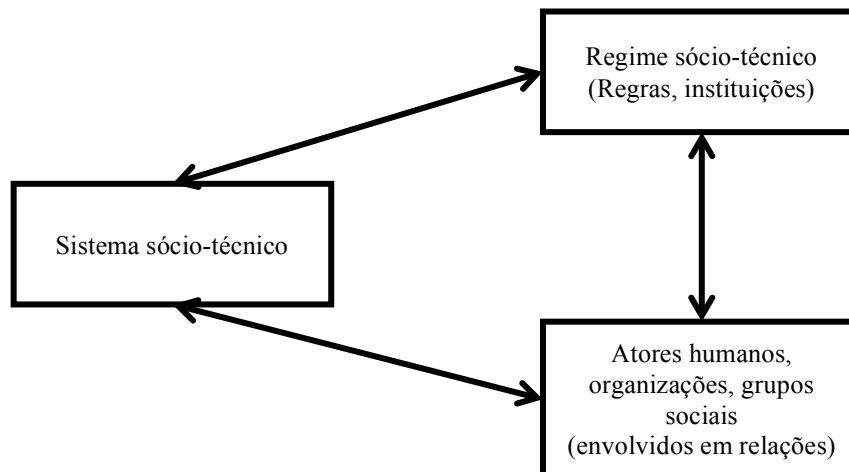 Regime sócio-técnico
(Regras, instituições)
Sistema sócio-técnico
Atores humanos,
organizações, grupos
sociais
(envolvidos em relações)